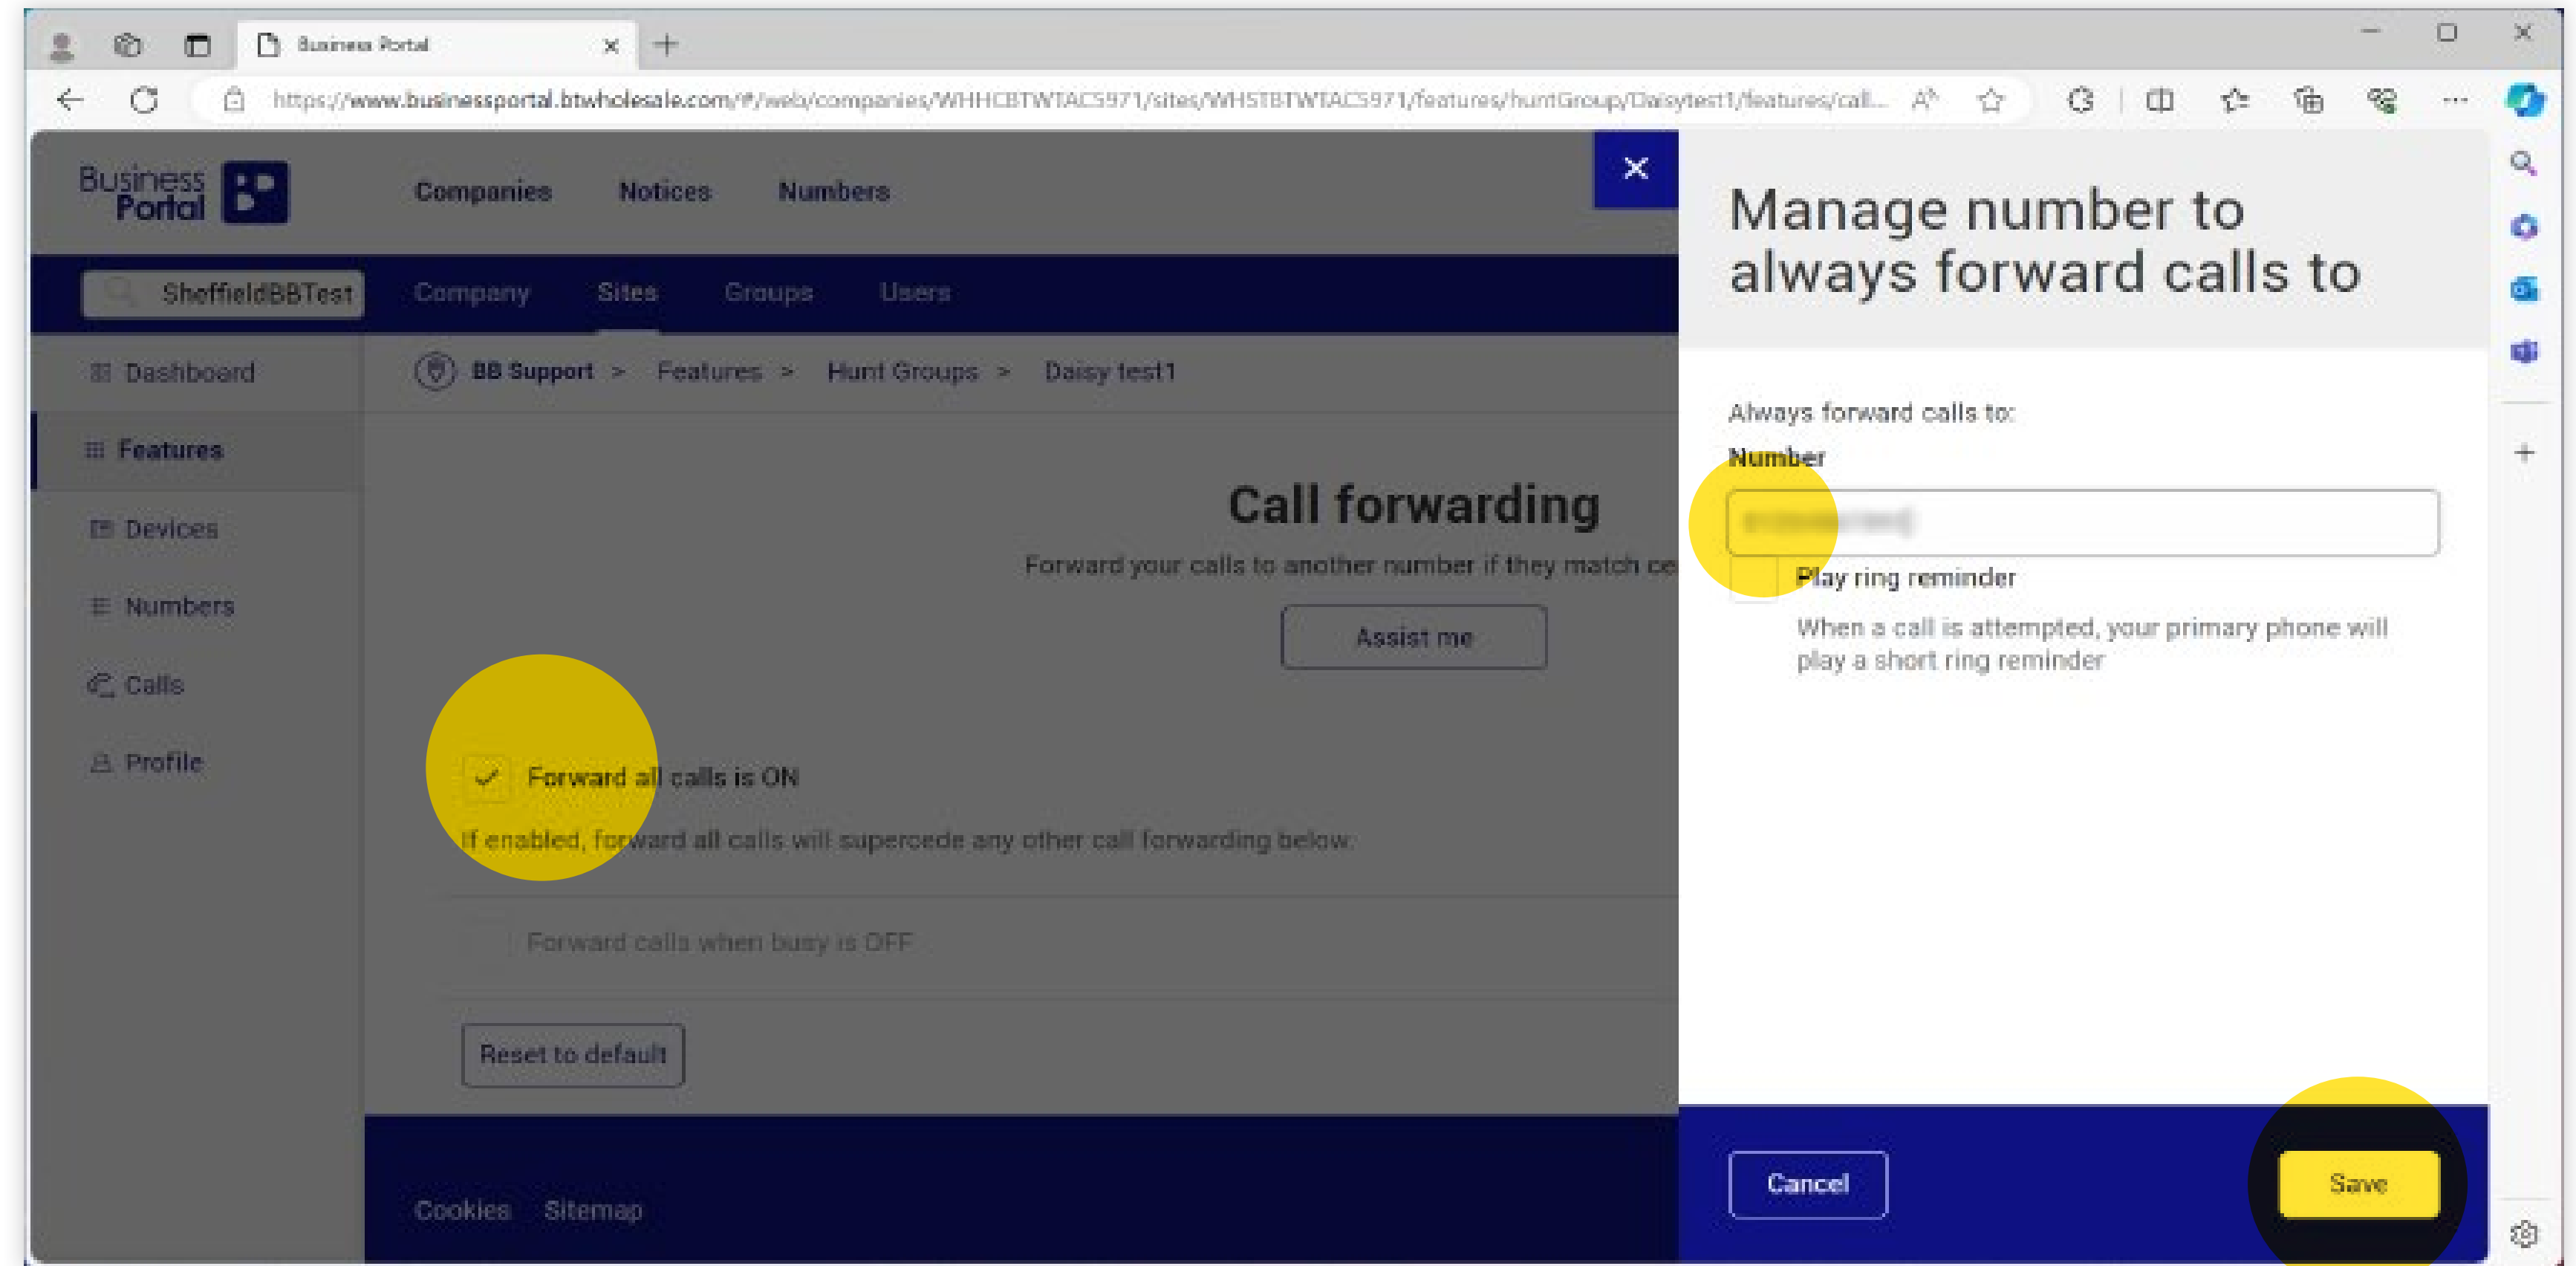 Business Portal
https://www.businessportal.btwholesale.com/#/web/companies/WHHCBTWTAC5971/sites/WHSTBTWTAC5971/features/huntGroup/Daisytest1/features/call...
Business
Portal
Companies Notices Numbers
SheffieldBBTest
Company Sites Groups Users
Dashboard
BB Support > Features > Hunt Groups > Daisy test1
Features
Devices
Numbers
Calls
Profile
Call forwarding
Forward your calls to another number if they match ce
Assist me
Forward all calls is ON
If enabled, forward all calls will supercede any other call forwarding below.
Forward calls when busy is OFF
Reset to default
Cookies Sitemap
Manage number to
always forward calls to
Always forward calls to:
Number
Play ring reminder
When a call is attempted, your primary phone will
play a short ring reminder
Cancel
Save